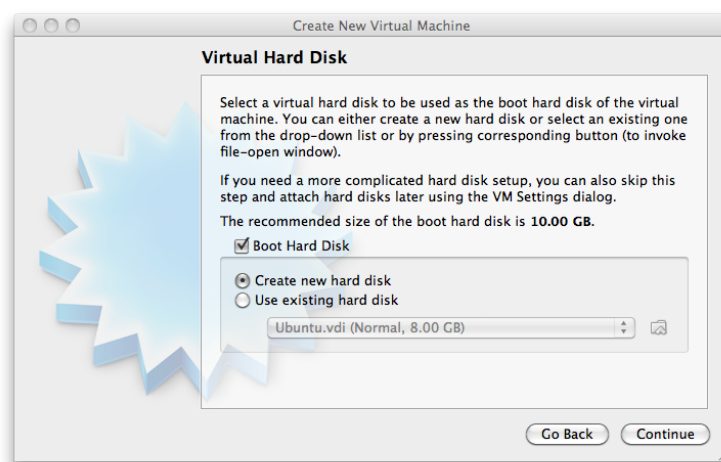 Create New Virtual Machine
Virtual Hard Disk
Select a virtual hard disk to be used as the boot hard disk of the virtual
machine. You can either create a new hard disk or select an existing one
from the drop-down list or by pressing corresponding button (to invoke
file-open window).
If you need a more complicated hard disk setup, you can also skip this
step and attach hard disks later using the VM Settings dialog.
The recommended size of the boot hard disk is 10.00 GB.
Boot Hard Disk
Create new hard disk
Use existing hard disk
Ubuntu.vdi (Normal, 8.00 GB)
Go Back Continue